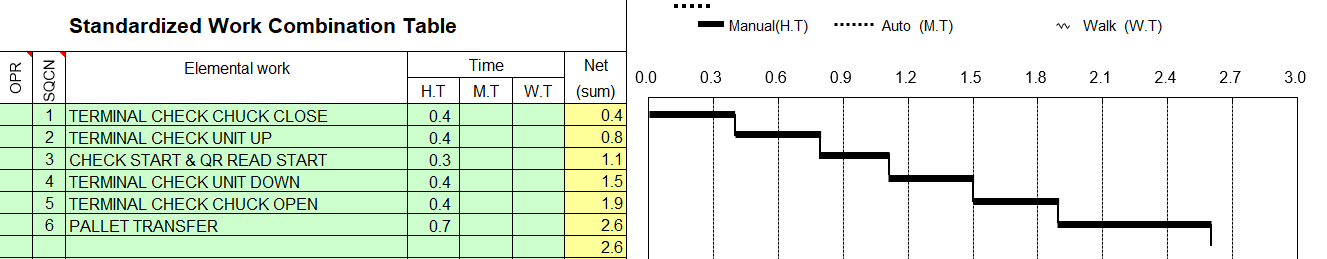 Standardized Work Combination Table
Manual(H.T) Auto (M.T) Walk (W.T)
OPR SQCN Elemental work Time Net
H.T M.T W.T (sum)
0.0 0.3 0.6 0.9 1.2 1.5 1.8 2.1 2.4 2.7 3.0
1 TERMINAL CHECK CHUCK CLOSE 0.4 0.4
2 TERMINAL CHECK UNIT UP 0.4 0.8
3 CHECK START & QR READ START 0.3 1.1
4 TERMINAL CHECK UNIT DOWN 0.4 1.5
5 TERMINAL CHECK CHUCK OPEN 0.4 1.9
6 PALLET TRANSFER 0.7 2.6
2.6